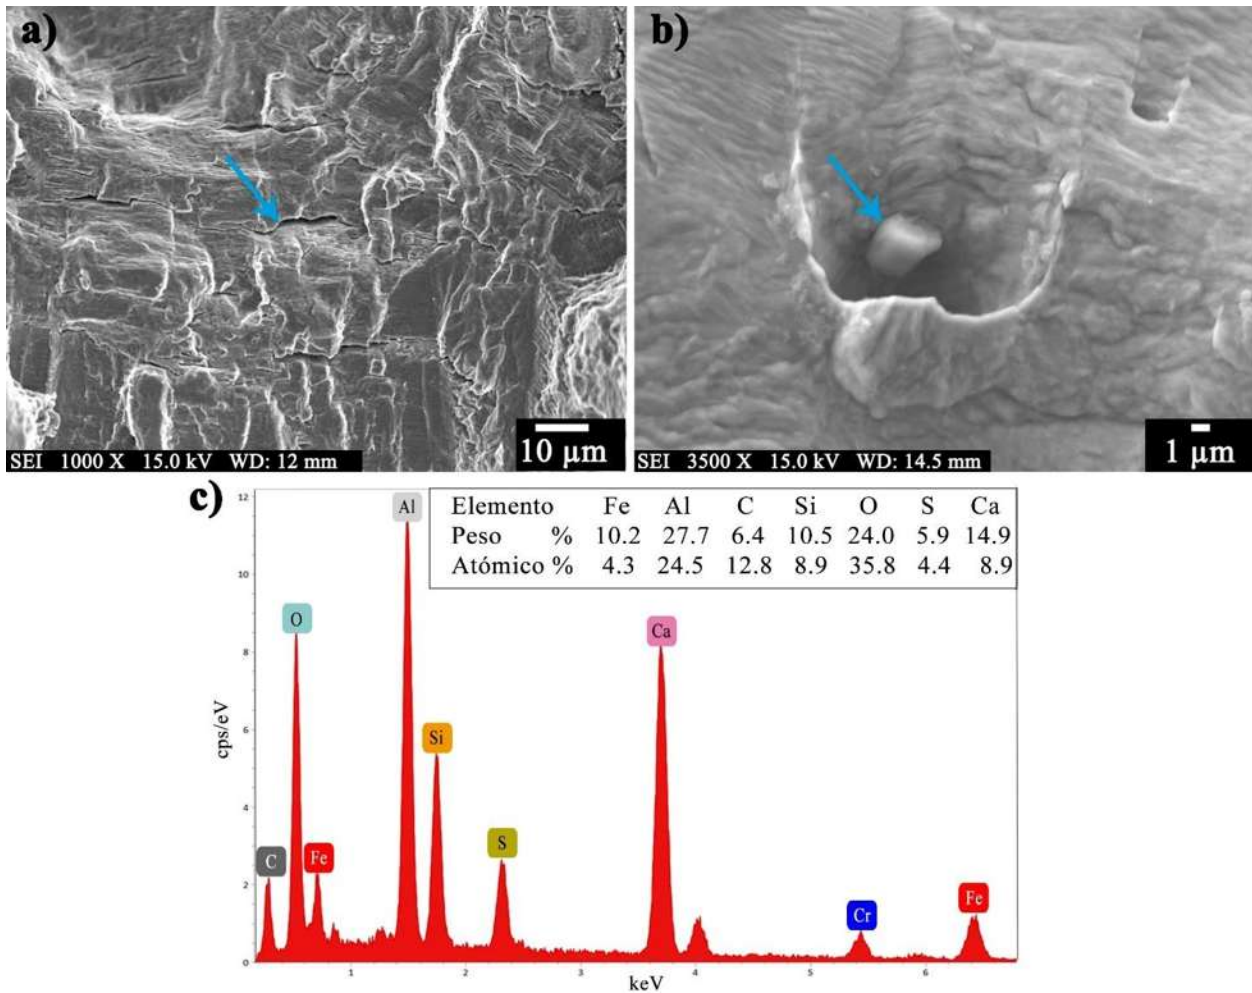 a)
10 µm
SEI 1000 X 15.0 kV WD: 12 mm
b)
1 µm
SEI 3500 X 15.0 kV WD: 14.5 mm
c)
Elemento Fe Al C Si O S Ca
Peso % 10.2 27.7 6.4 10.5 24.0 5.9 14.9
Atómico % 4.3 24.5 12.8 8.9 35.8 4.4 8.9
12
10
8
6
4
2
0
cps/eV
C
O
Fe
Al
Si
S
Ca
Cr
Fe
1 2 3 4 5 6
keV